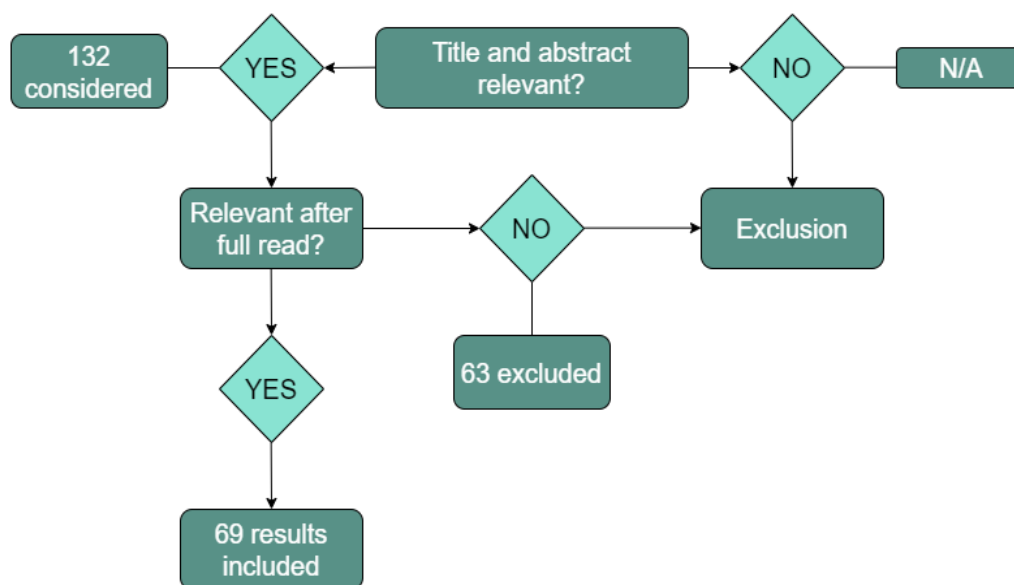 132
considered
YES
Title and abstract
relevant?
NO
N/A
Relevant after
full read?
NO
Exclusion
63 excluded
YES
69 results
included